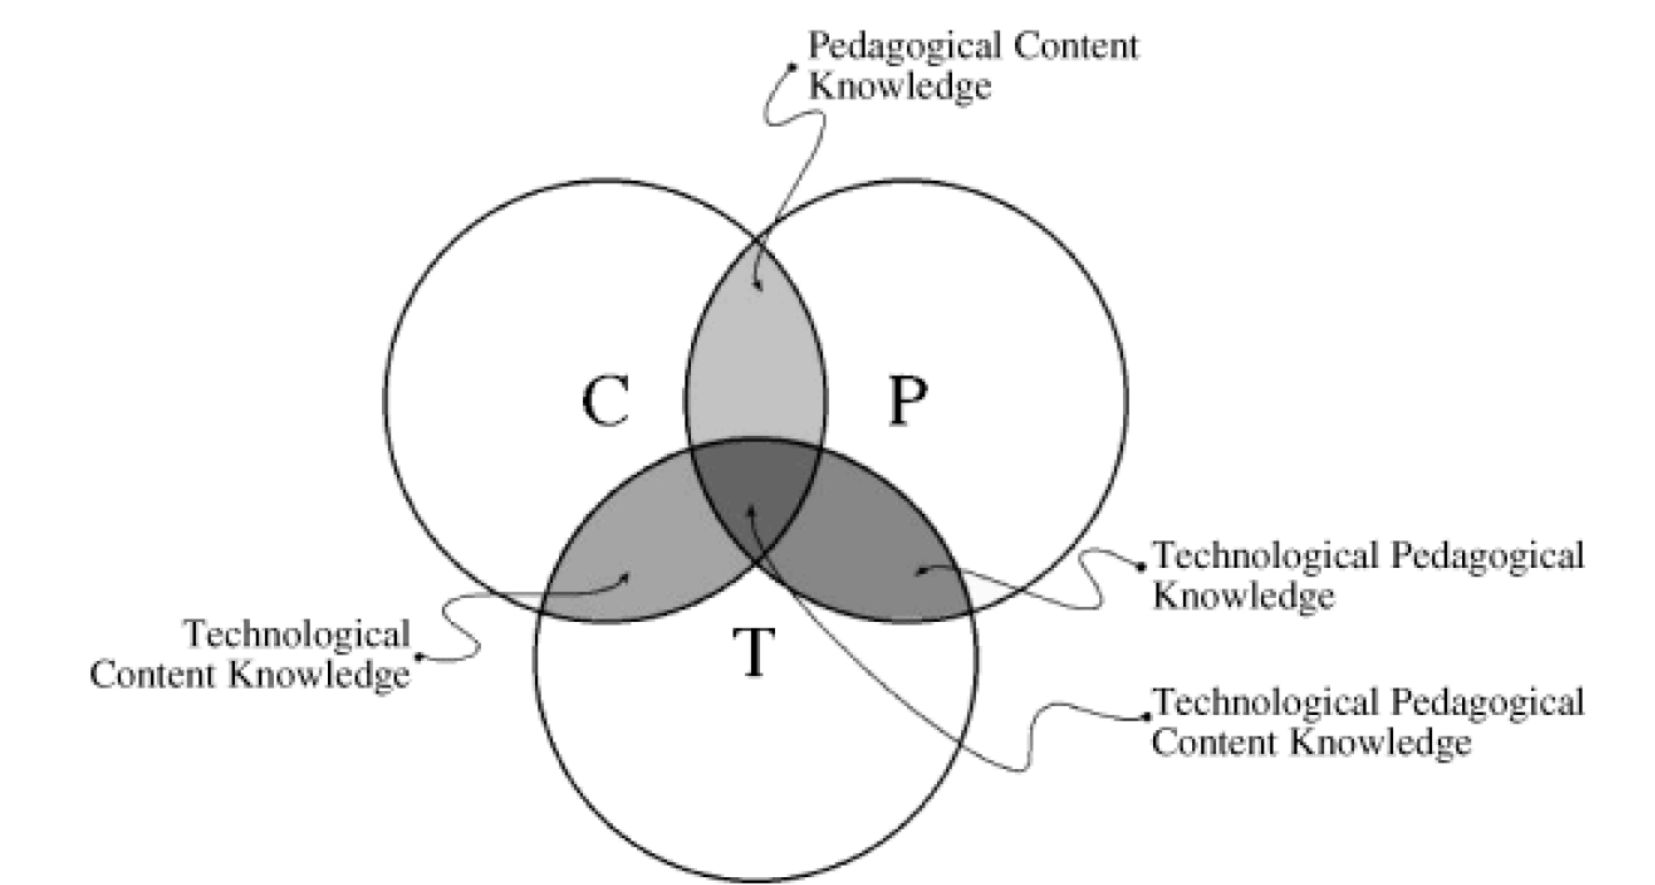 Pedagogical Content
Knowledge
C
P
Technological Pedagogical
Knowledge
Technological
Content Knowledge
T
Technological Pedagogical
Content Knowledge